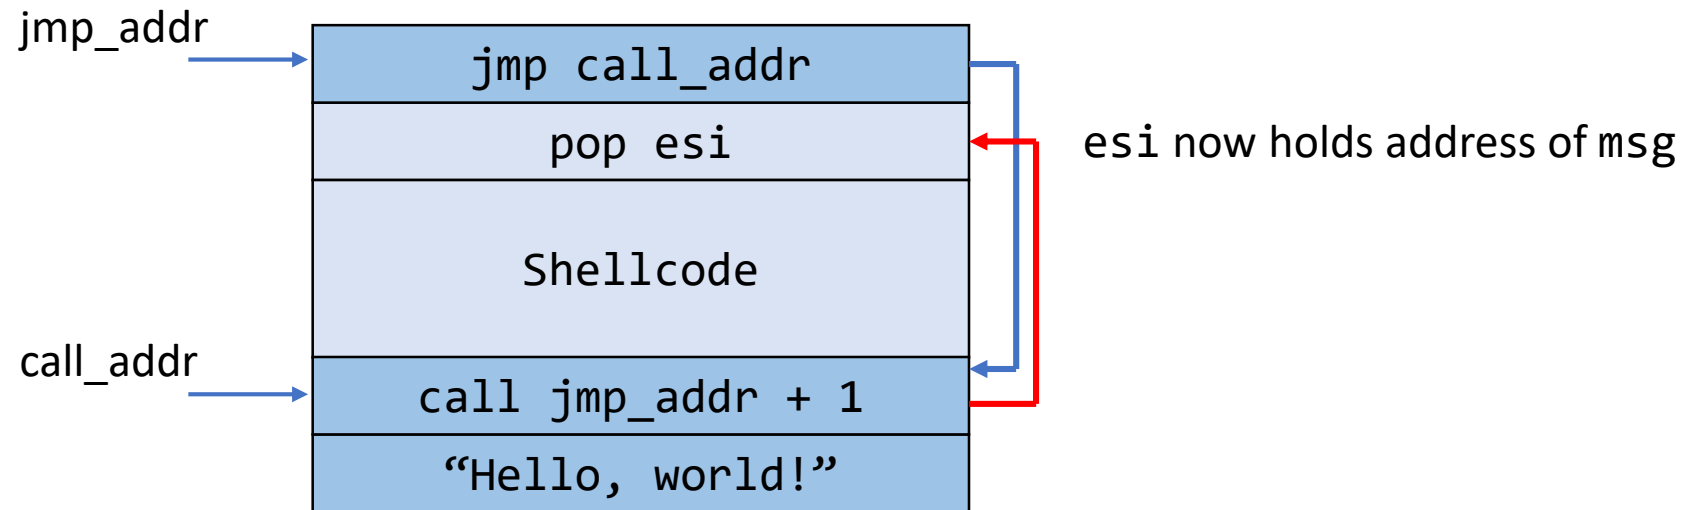 jmp_addr
jmp call_addr
pop esi
esi now holds address of msg
Shellcode
call_addr
call jmp_addr + 1
“Hello, world!”